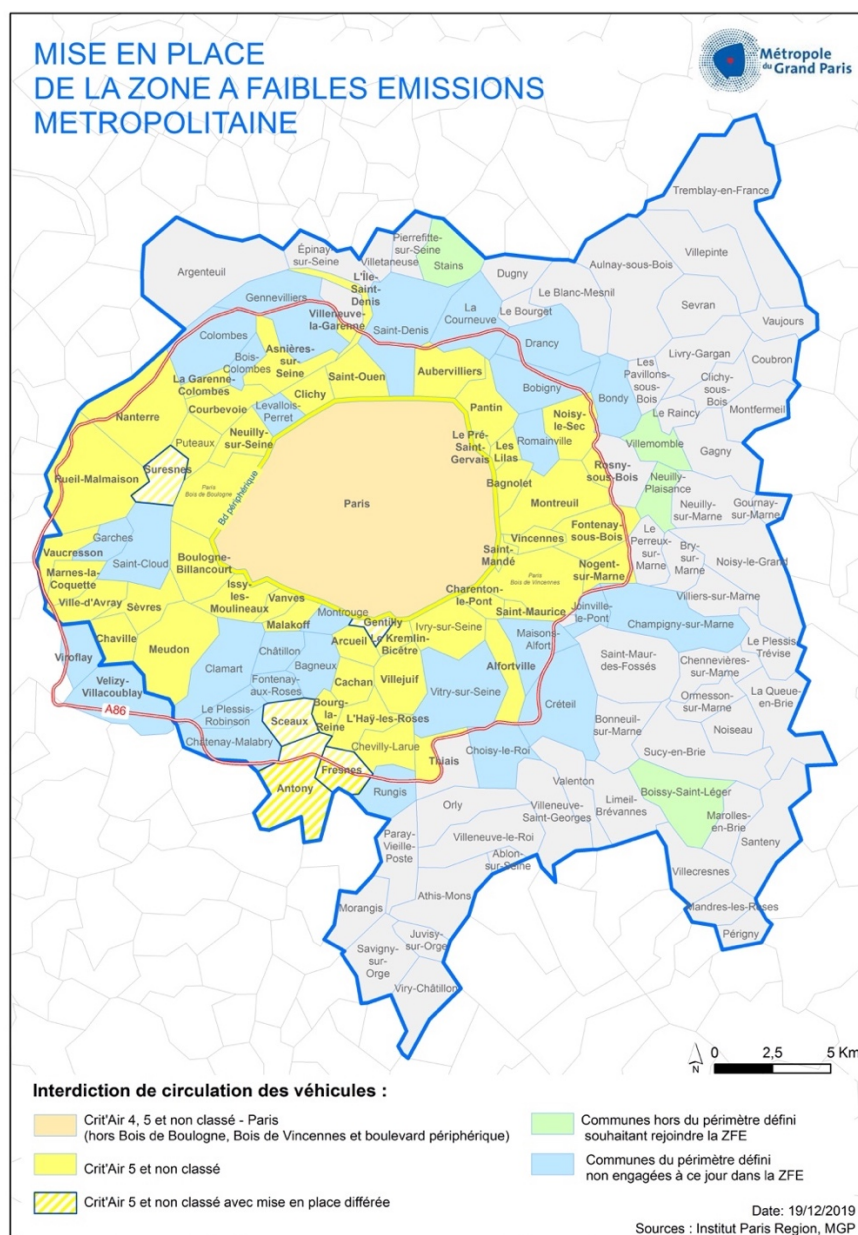 MISE EN PLACE
DE LA ZONE A FAIBLES EMISSIONS
METROPOLITAINE
Métropole
du Grand Paris
Tremblay-en-France
Épinay-
sur-Seine
Pierrefitte-
sur-Seine
Villetaneuse
Stains
Argenteuil
Dugny
Aulnay-sous-Bois
Villepinte
L'Île-
Saint-
Denis
Gennevilliers
Villeneuve-
la-Garenne
Saint-Denis
La
Courneuve
Le Blanc-Mesnil
Le Bourget
Sevran
Vaujours
Colombes
Bois-
Colombes
Asnières-
sur-
Seine
Drancy
Livry-Gargan
Coubron
La Garenne-
Colombes
Clichy
Saint-Ouen
Aubervilliers
Bobigny
Les
Pavillons-
sous-
Bois
Clichy-
sous-
Bois
Bondy
Montfermeil
Nanterre
Courbevoie
Levallois-
Perret
Pantin
Noisy-
le-Sec
Le Raincy
Puteaux
Neuilly-
sur-Seine
Le Pré-
Saint-
Gervais
Les
Lilas
Romainville
Villemomble
Gagny
Rueil-Malmaison
Suresnes
Paris
Bois de Boulogne
Bd périphérique
Paris
Bagnolet
Rosny-
sous-Bois
Neuilly-
Plaisance
Montreuil
Neuilly-
sur-Marne
Gournay-
sur-Marne
Garches
Vaucresson
Saint-Cloud
Boulogne-
Billancourt
Vincennes
Fontenay-
sous-Bois
Le
Perreux-
sur-
Marne
Bry-
sur-
Marne
Noisy-le-Grand
Marnes-la-
Coquette
Saint-
Mandé
Paris
Bois de Vincennes
Nogent-
sur-Marne
Ville-d'Avray
Sèvres
Issy-
les-
Moulineaux
Vanves
Charenton-
le-Pont
Saint-Maurice
Villiers-sur-Marne
Malakoff
Montrouge
Gentilly
Ivry-sur-Seine
Joinville-
le-Pont
Champigny-sur-Marne
Chaville
Meudon
Arcueil
Le Kremlin-
Bicêtre
Maisons-
Alfort
Le Plessis-
Trévise
Viroflay
Clamart
Châtillon
Bagneux
Cachan
Villejuif
Alfortville
Saint-Maur-
des-Fossés
Chennevières-
sur-Marne
Velizy-
Villacoublay
Fontenay-
aux-Roses
Vitry-sur-Seine
Créteil
Ormesson-
sur-Marne
La Queue-
en-Brie
A86
Le Plessis-
Robinson
Sceaux
Bourg-
la-
Reine
L'Haÿ-les-Roses
Bonneuil-
sur-Marne
Noiseau
Châtenay-Malabry
Chevilly-Larue
Thiais
Choisy-le-Roi
Sucy-en-Brie
Antony
Fresnes
Rungis
Orly
Valenton
Villeneuve-
Saint-Georges
Limeil-
Brévannes
Boissy-Saint-Léger
Marolles-
en-Brie
Paray-
Vieille-
Poste
Villeneuve-le-Roi
Ablon-
sur-Seine
Santeny
Villecresnes
Athis-Mons
Mandres-les-Roses
Morangis
Périgny
Juvisy-
sur-Orge
Savigny-
sur-
Orge
Viry-Châtillon
N
0 2,5 5 Km
Interdiction de circulation des véhicules :
Crit'Air 4, 5 et non classé - Paris
(hors Bois de Boulogne, Bois de Vincennes et boulevard périphérique)
Crit'Air 5 et non classé
Crit'Air 5 et non classé avec mise en place différée
Communes hors du périmètre défini
souhaitant rejoindre la ZFE
Communes du périmètre défini
non engagées à ce jour dans la ZFE
Date: 19/12/2019
Sources : Institut Paris Region, MGP